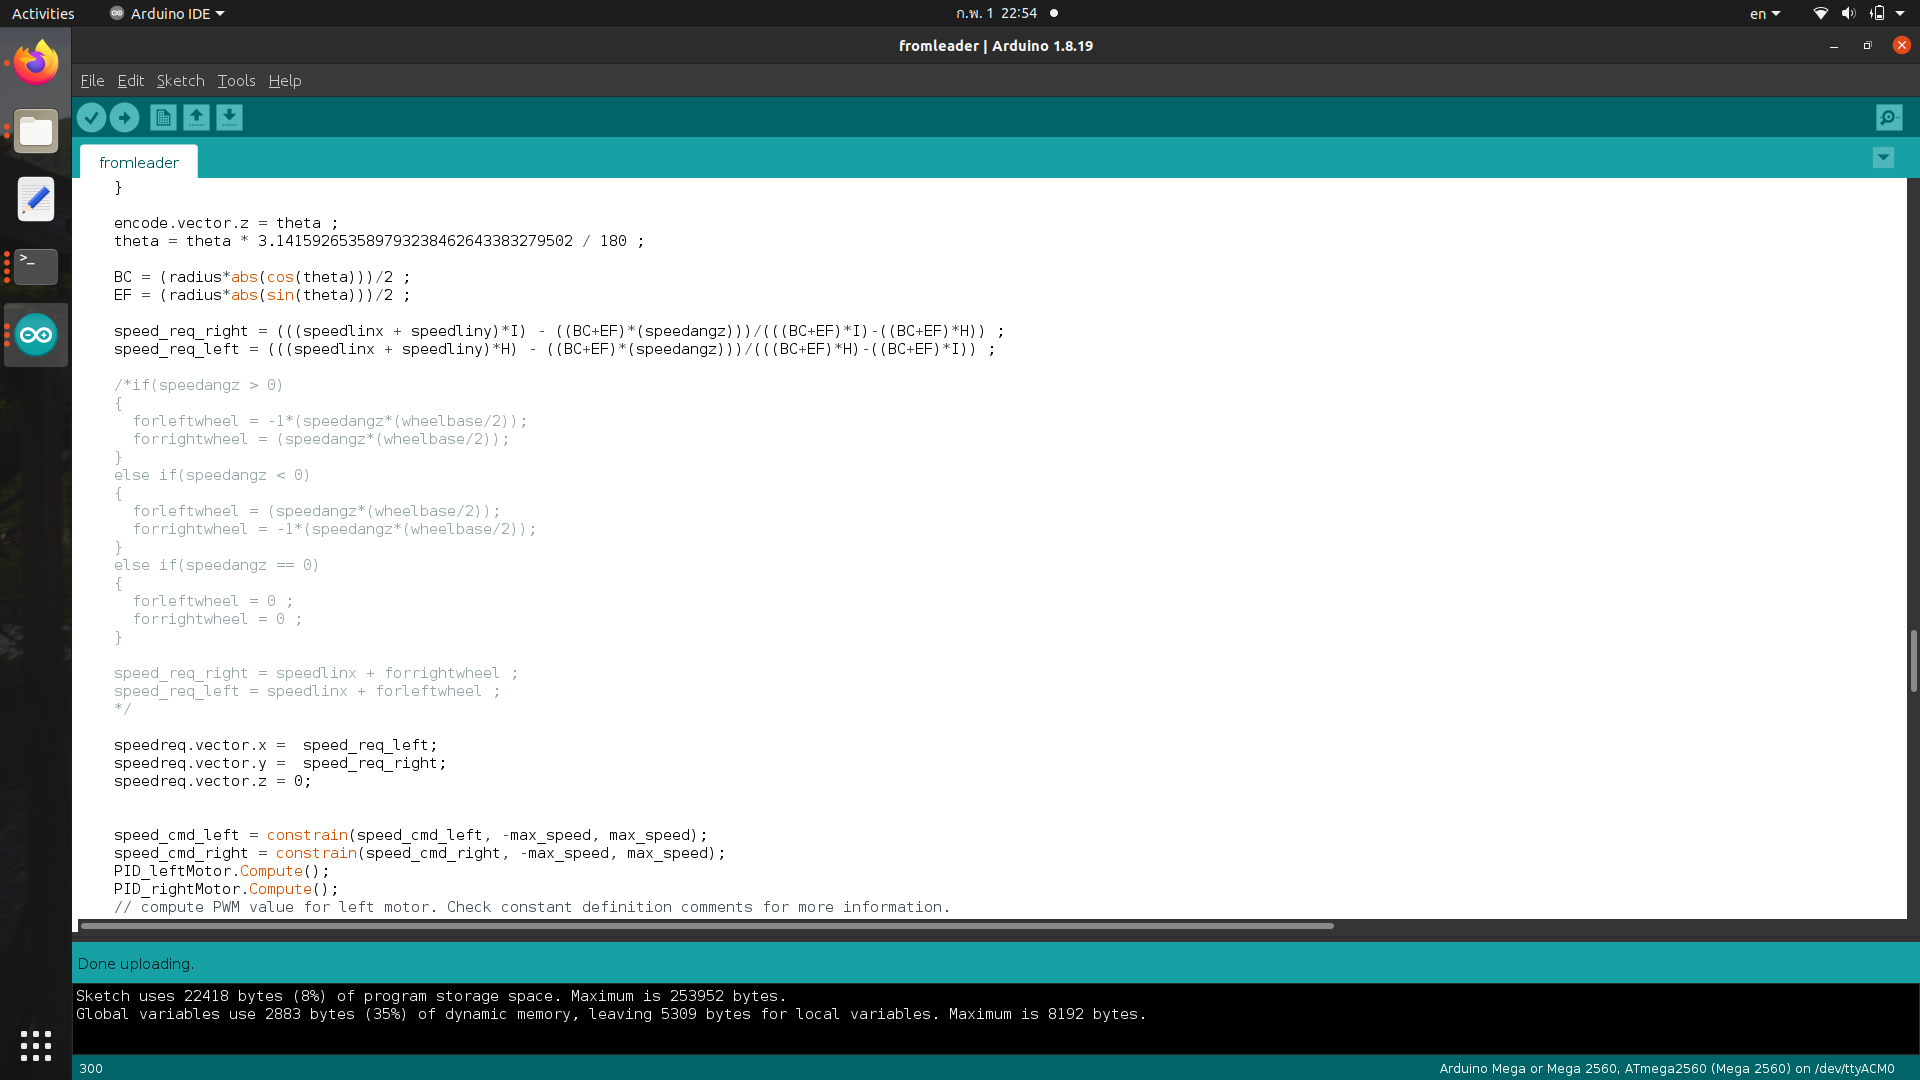 Activities
Arduino IDE
ก.พ. 1 22:54
en
fromleader | Arduino 1.8.19
File Edit Sketch Tools Help
fromleader
}
encode.vector.z = theta ;
theta = theta * 3.14159265358979323846264338327950​2 / 180 ;
BC = (radius*abs(cos(theta)))/2 ;
EF = (radius*abs(sin(theta)))/2 ;
speed_req_right = (((speedlinx + speedliny)*I) - ((BC+EF)*(speedangz)))/(((BC+EF)*I)-((BC+EF)*H)) ;
speed_req_left = (((speedlinx + speedliny)*H) - ((BC+EF)*(speedangz)))/(((BC+EF)*H)-((BC+EF)*I)) ;
/*if(speedangz > 0)
{
forleftwheel = -1*(speedangz*(wheelbase/2));
forrightwheel = (speedangz*(wheelbase/2));
}
else if(speedangz < 0)
{
forleftwheel = (speedangz*(wheelbase/2));
forrightwheel = -1*(speedangz*(wheelbase/2));
}
else if(speedangz == 0)
{
forleftwheel = 0 ;
forrightwheel = 0 ;
}
speed_req_right = speedlinx + forrightwheel ;
speed_req_left = speedlinx + forleftwheel ;
*/
speedreq.vector.x =  speed_req_left;
speedreq.vector.y =  speed_req_right;
speedreq.vector.z = 0;
speed_cmd_left = constrain(speed_cmd_left, -max_speed, max_speed);
speed_cmd_right = constrain(speed_cmd_right, -max_speed, max_speed);
PID_leftMotor.Compute();
PID_rightMotor.Compute();
// compute PWM value for left motor. Check constant definition comments for more information.
Done uploading.
Sketch uses 22418 bytes (8%) of program storage space. Maximum is 253952 bytes.
Global variables use 2883 bytes (35%) of dynamic memory, leaving 5309 bytes for local variables. Maximum is 8192 bytes.
300
Arduino Mega or Mega 2560, ATmega2560 (Mega 2560) on /dev/ttyACM0